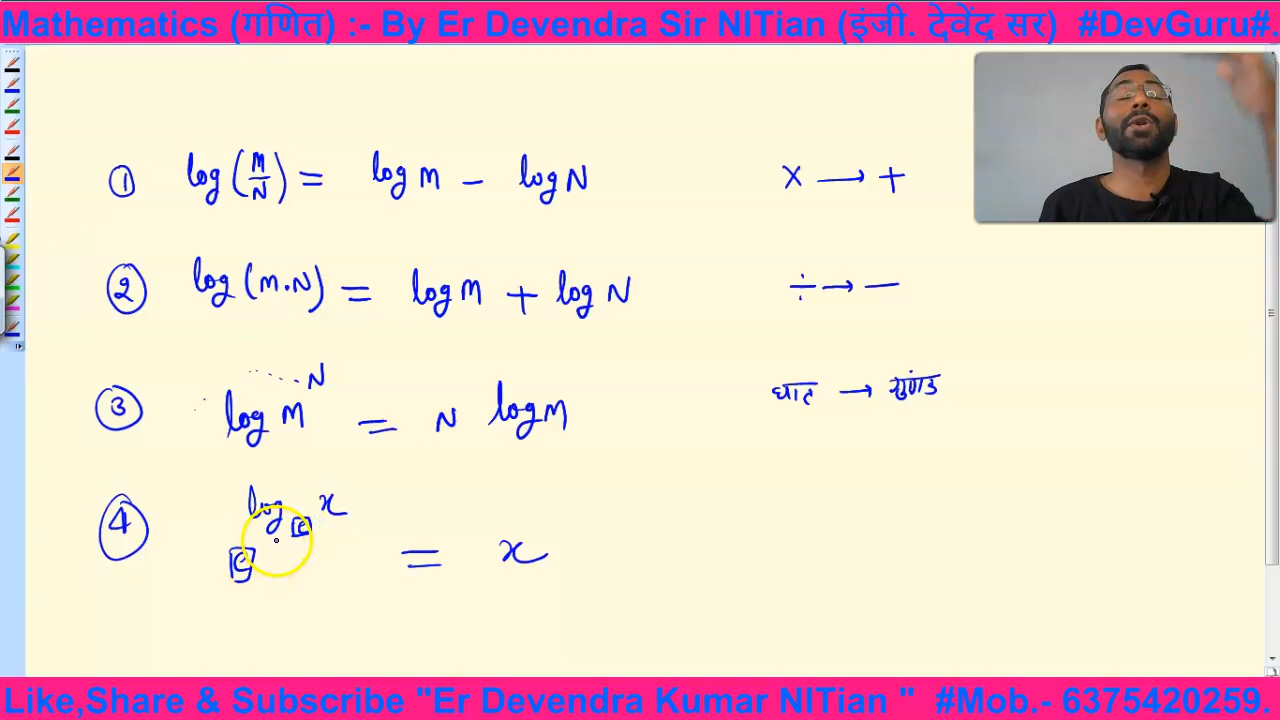 Mathematics (गणित) :- By Er Devendra Sir NITian (इंजी. देवेंद्र सर) #DevGuru#.
① log(M/N) = log M - log N × → +
② log(M.N) = log M + log N ÷ → -
③ log M^N = N log M घात → गुणांउ
④ e^(log_e x) = x
Like,Share & Subscribe "Er Devendra Kumar NITian " #Mob.- 6375420259.